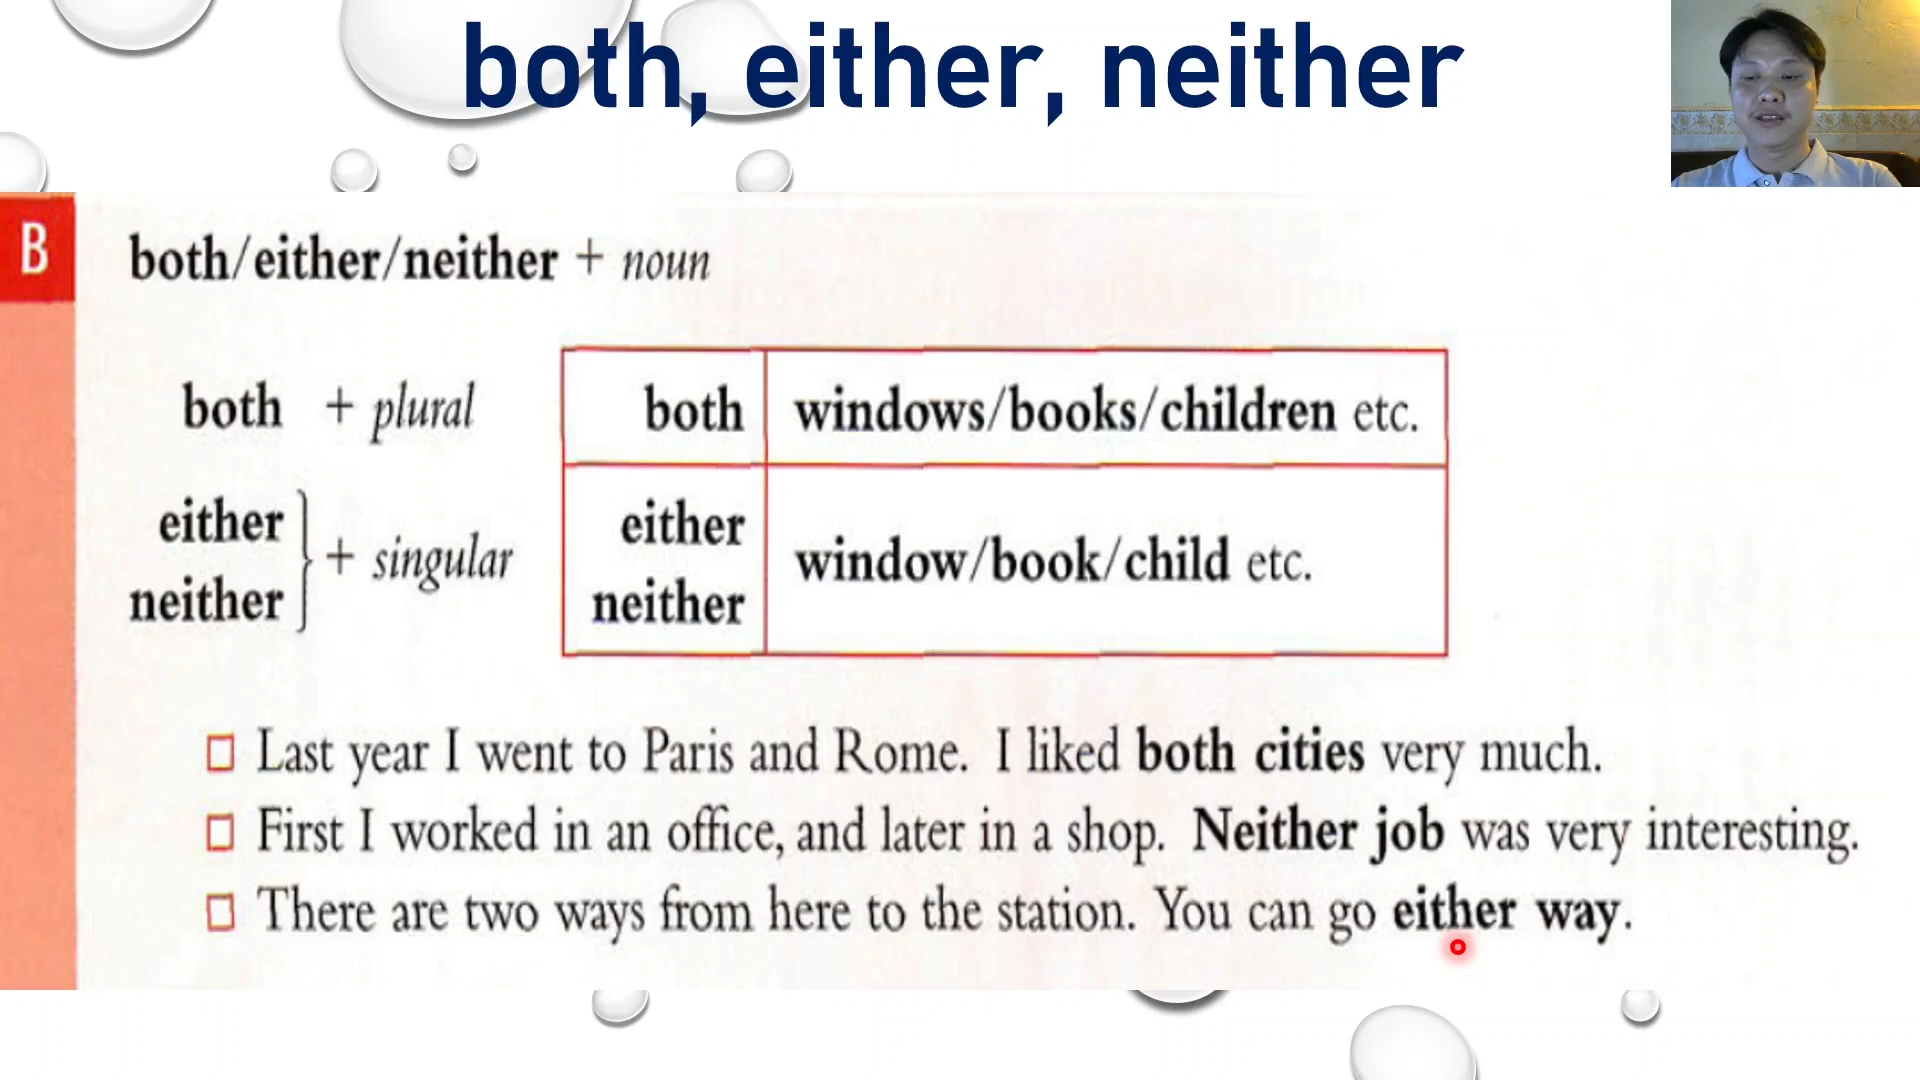 both, either, neither
B
both/either/neither + noun
both + plural
either
neither
+ singular
both
windows/books/children etc.
either
neither
window/book/child etc.
Last year I went to Paris and Rome. I liked both cities very much.
First I worked in an office, and later in a shop. Neither job was very interesting.
There are two ways from here to the station. You can go either way.